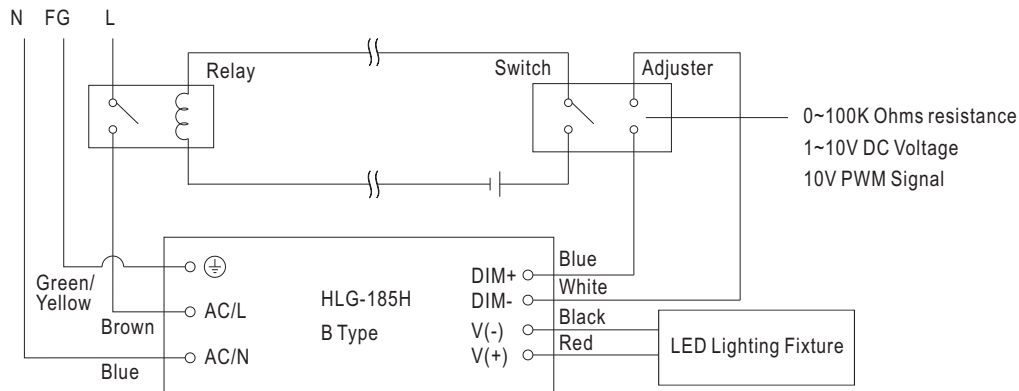 N FG L
Relay
Switch
Adjuster
0~100K Ohms resistance
1~10V DC Voltage
10V PWM Signal
Green/
Yellow
Brown
Blue
AC/L
AC/N
HLG-185H
B Type
DIM+
DIM-
V(-)
V(+)
Blue
White
Black
Red
LED Lighting Fixture